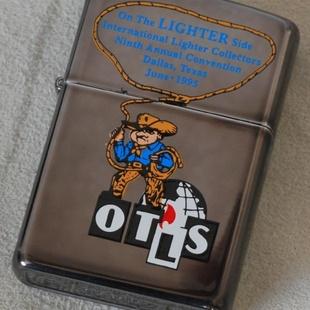 On The LIGHTER Side
International Lighter Collectors
Ninth Annual Convention
Dallas, Texas
June · 1995
OTLS